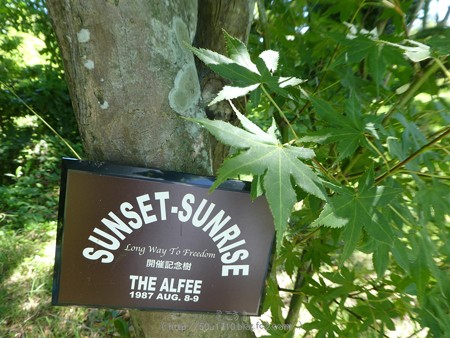 SUNSET-SUNRISE
Long Way To Freedom
開催記念樹
THE ALFEE
1987 AUG. 8-9